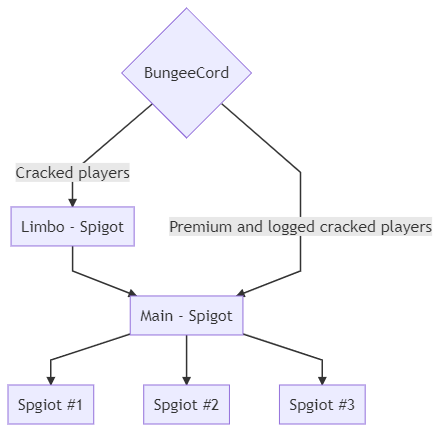 BungeeCord
Cracked players
Limbo - Spigot
Premium and logged cracked players
Main - Spigot
Spgiot #1
Spgiot #2
Spgiot #3